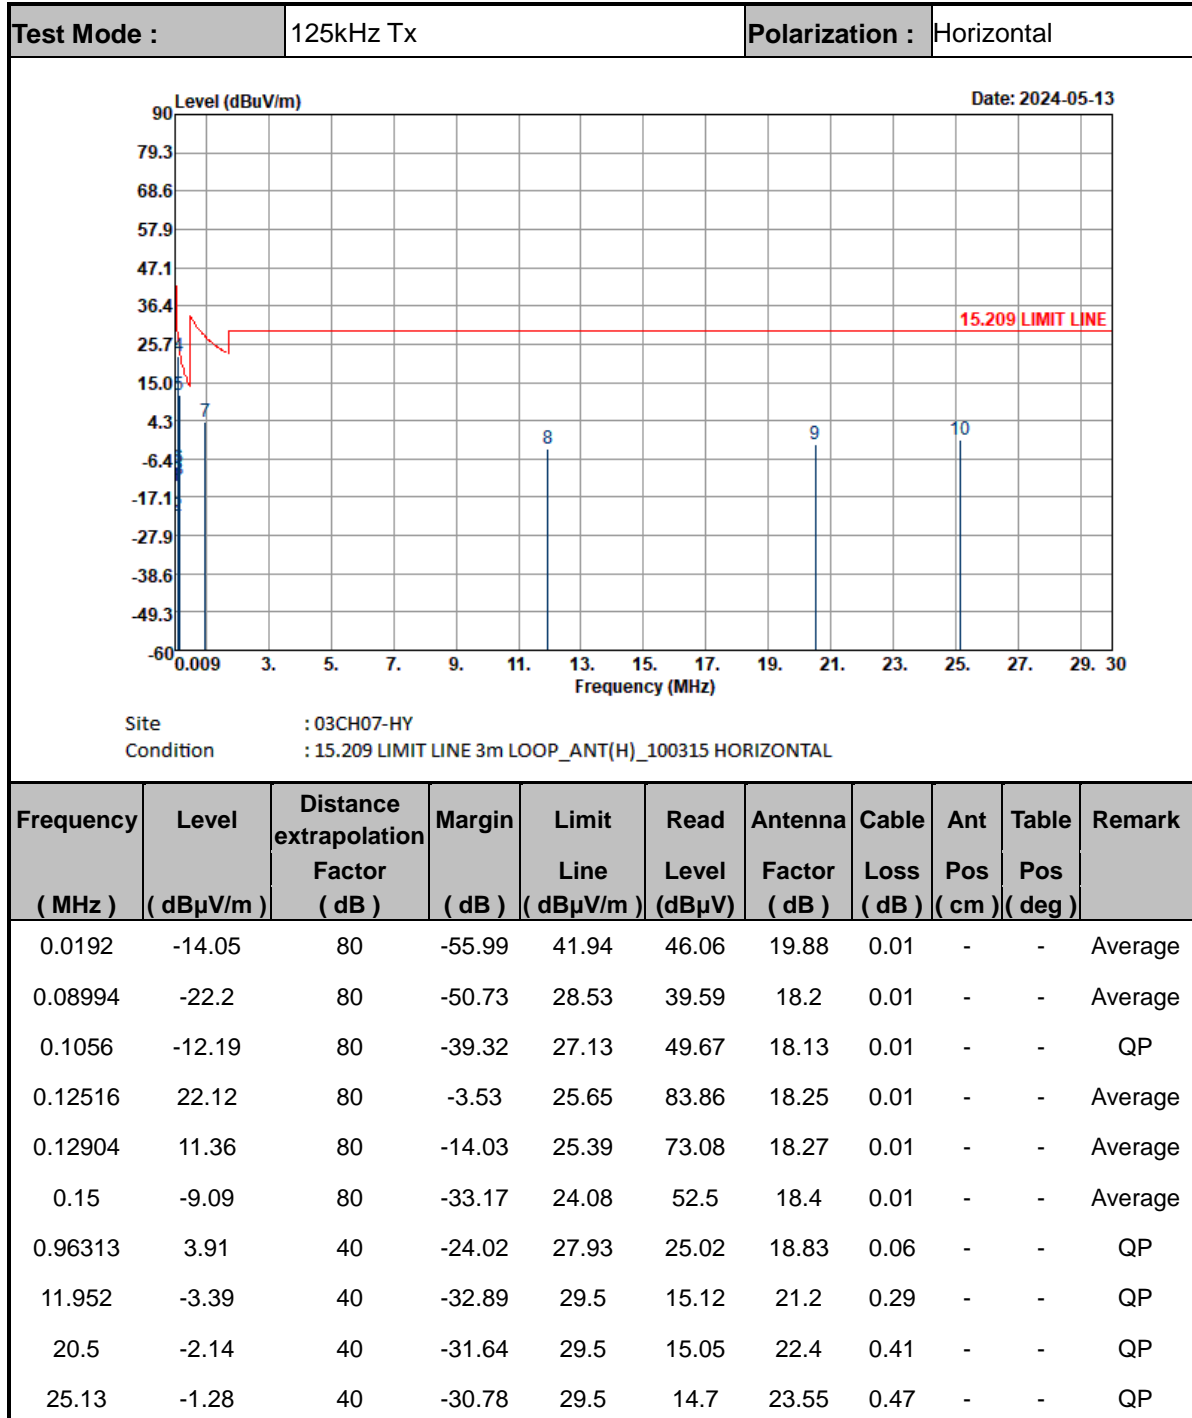 Test Mode : 125kHz Tx Polarization : Horizontal
Level (dBuV/m) Date: 2024-05-13
90
79.3
68.6
57.9
47.1
36.4
15.209 LIMIT LINE
25.7 4
15.0 5
7
4.3
8 9 10
-6.4
-17.1
-27.9
-38.6
-49.3
-60
0.009 3. 5. 7. 9. 11. 13. 15. 17. 19. 21. 23. 25. 27. 29. 30
Frequency (MHz)
Site : 03CH07-HY
Condition : 15.209 LIMIT LINE 3m LOOP_ANT(H)_100315 HORIZONTAL
Frequency Level Distance extrapolation Margin Limit Read Antenna Cable Ant Table Remark
Factor Line Level Factor Loss Pos Pos
( MHz ) ( dBµV/m ) ( dB ) ( dB ) ( dBµV/m ) (dBµV) ( dB ) ( dB ) ( cm ) ( deg )
0.0192 -14.05 80 -55.99 41.94 46.06 19.88 0.01 - - Average
0.08994 -22.2 80 -50.73 28.53 39.59 18.2 0.01 - - Average
0.1056 -12.19 80 -39.32 27.13 49.67 18.13 0.01 - - QP
0.12516 22.12 80 -3.53 25.65 83.86 18.25 0.01 - - Average
0.12904 11.36 80 -14.03 25.39 73.08 18.27 0.01 - - Average
0.15 -9.09 80 -33.17 24.08 52.5 18.4 0.01 - - Average
0.96313 3.91 40 -24.02 27.93 25.02 18.83 0.06 - - QP
11.952 -3.39 40 -32.89 29.5 15.12 21.2 0.29 - - QP
20.5 -2.14 40 -31.64 29.5 15.05 22.4 0.41 - - QP
25.13 -1.28 40 -30.78 29.5 14.7 23.55 0.47 - - QP